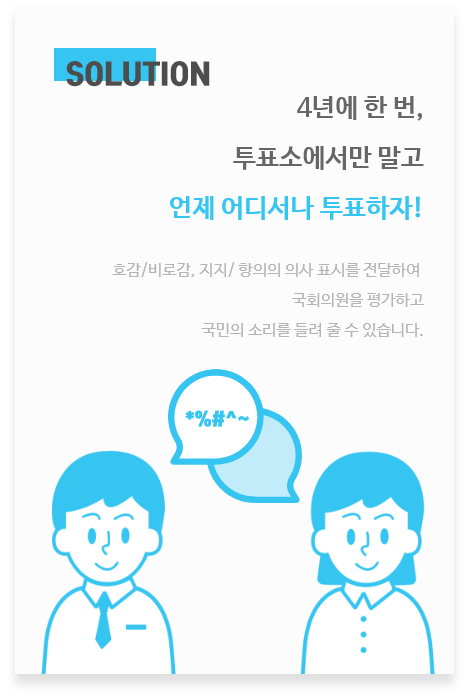 SOLUTION
4년에 한 번,
투표소에서만 말고
언제 어디서나 투표하자!
호감/비로감, 지지/ 항의의 의사 표시를 전달하여
국회의원을 평가하고
국민의 소리를 들려 줄 수 있습니다.
*%#^~